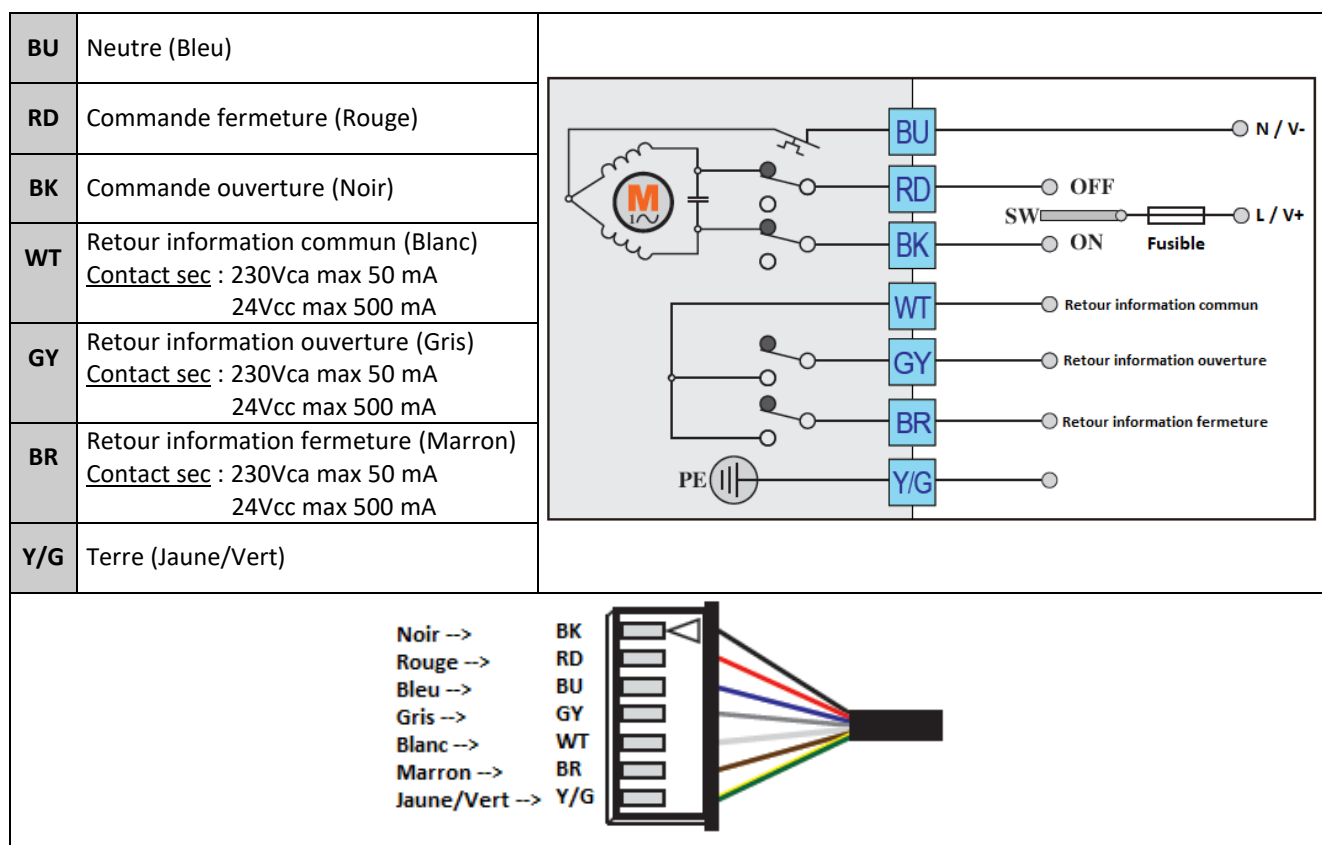 BU Neutre (Bleu)
RD Commande fermeture (Rouge)
BK Commande ouverture (Noir)
WT Retour information commun (Blanc)
Contact sec : 230Vca max 50 mA
24Vcc max 500 mA
GY Retour information ouverture (Gris)
Contact sec : 230Vca max 50 mA
24Vcc max 500 mA
BR Retour information fermeture (Marron)
Contact sec : 230Vca max 50 mA
24Vcc max 500 mA
Y/G Terre (Jaune/Vert)
BU N / V-
M
1
RD OFF
SW L / V+
BK ON Fusible
WT Retour information commun
GY Retour information ouverture
BR Retour information fermeture
PE Y/G
Noir --> BK
Rouge --> RD
Bleu --> BU
Gris --> GY
Blanc --> WT
Marron --> BR
Jaune/Vert --> Y/G